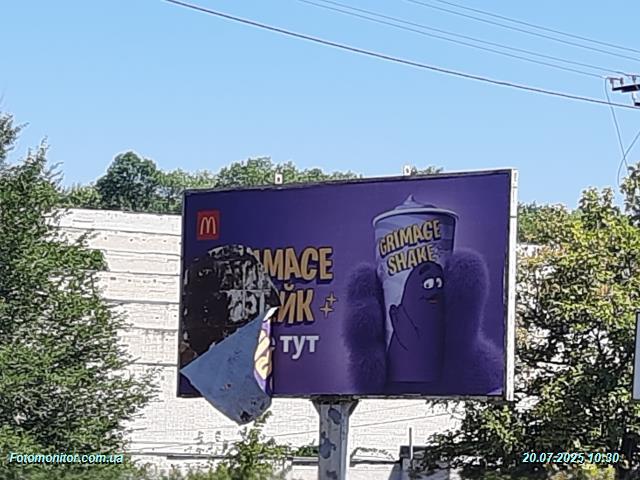 GRIMACE
SHAKE
IMACE
ЙК
тут
Fotomonitor.com.ua
20.07.2025 10:30